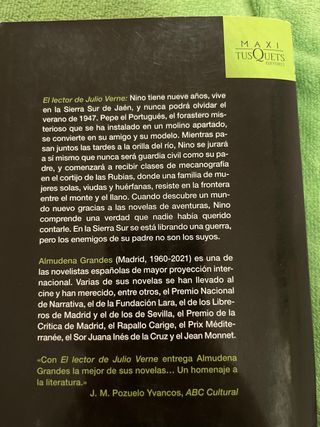 MAXI
TUSQUETS
EDITORES
El lector de Julio Verne: Nino tiene nueve años, vive
en la Sierra Sur de Jaén, y nunca podrá olvidar el
verano de 1947. Pepe el Portugués, el forastero mis-
terioso que se ha instalado en un molino apartado,
se convierte en su amigo y su modelo. Mientras pa-
san juntos las tardes a la orilla del río, Nino se jurará
a sí mismo que nunca será guardia civil como su pa-
dre, y comenzará a recibir clases de mecanografía
en el cortijo de las Rubias, donde una familia de mu-
jeres solas, viudas y huérfanas, resiste en la frontera
entre el monte y el llano. Cuando descubre un mun-
do nuevo gracias a las novelas de aventuras, Nino
comprende una verdad que nadie había querido
contarle. En la Sierra Sur se está librando una guerra,
pero los enemigos de su padre no son los suyos.
Almudena Grandes (Madrid, 1960-2021) es una de
las novelistas españolas de mayor proyección inter-
nacional. Varias de sus novelas se han llevado al
cine y han merecido, entre otros, el Premio Nacional
de Narrativa, el de la Fundación Lara, el de los Libre-
ros de Madrid y el de los de Sevilla, el Premio de la
Crítica de Madrid, el Rapallo Carige, el Prix Méditer-
ranée, el Sor Juana Inés de la Cruz y el Jean Monnet.
«Con El lector de Julio Verne entrega Almudena
Grandes la mejor de sus novelas... Un homenaje a
la literatura.»
J. M. Pozuelo Yvancos, ABC Cultural